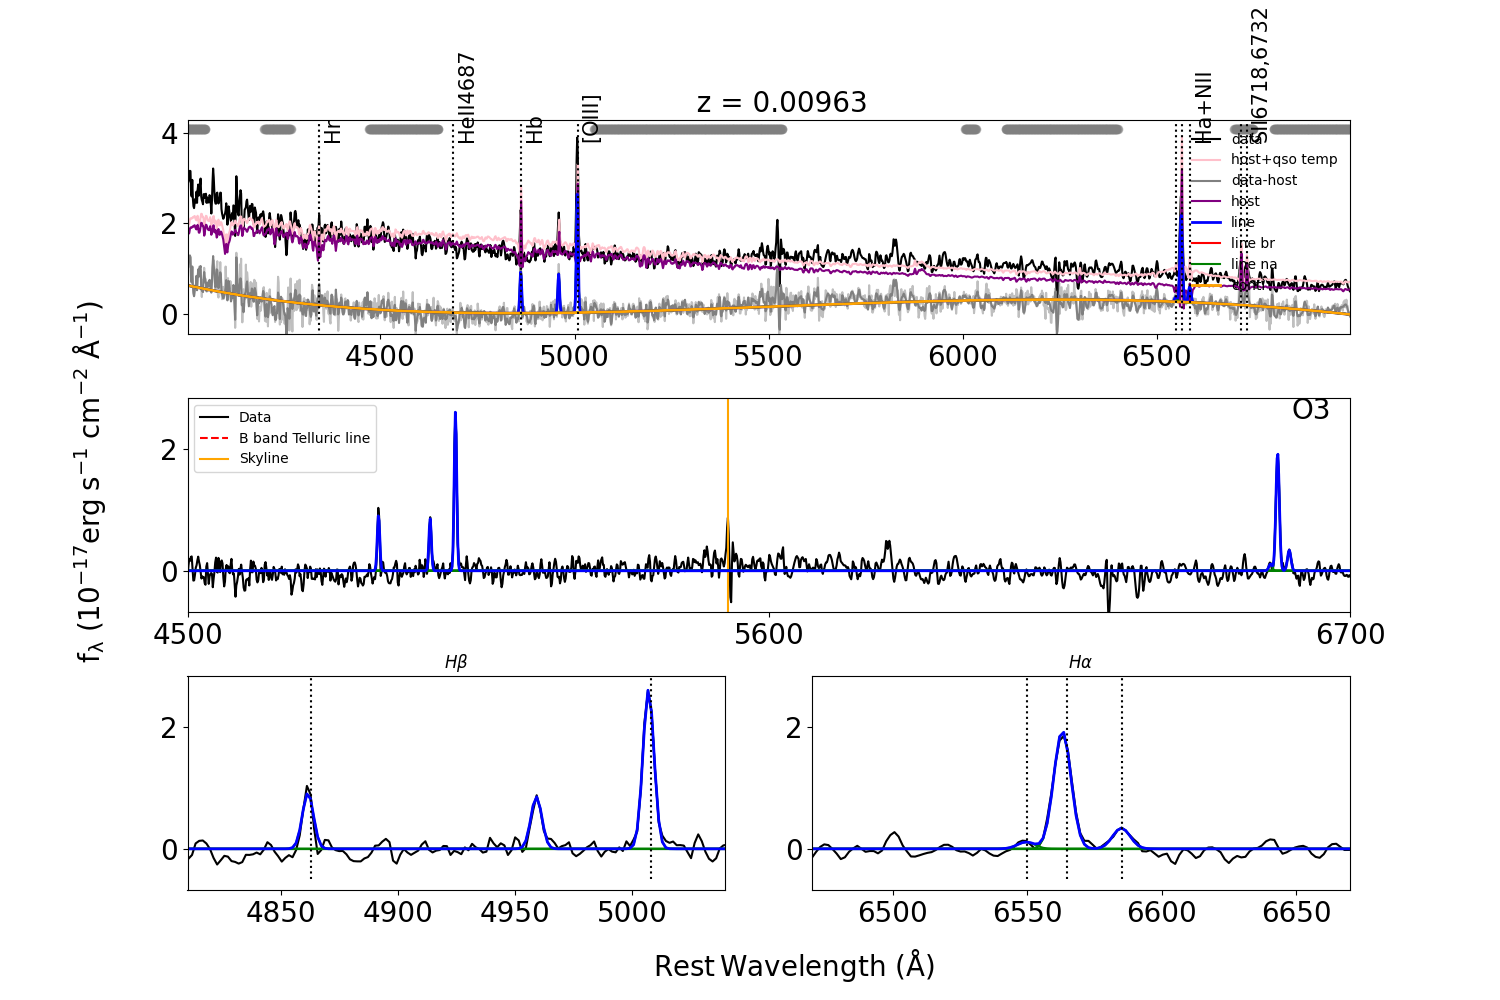 z = 0.00963
Hr
HeII4687
Hb
[OIII]
Ha+NII
SII6718,6732
4
2
0
data
host+qso temp
data-host
host
line
line br
line na
4500
5000
5500
6000
6500
fλ (10⁻¹⁷erg s⁻¹ cm⁻² Å⁻¹)
O3
2
0
Data
B band Telluric line
Skyline
4500
5600
6700
Hβ
2
0
4850
4900
4950
5000
Hα
2
0
6500
6550
6600
6650
Rest Wavelength (Å)